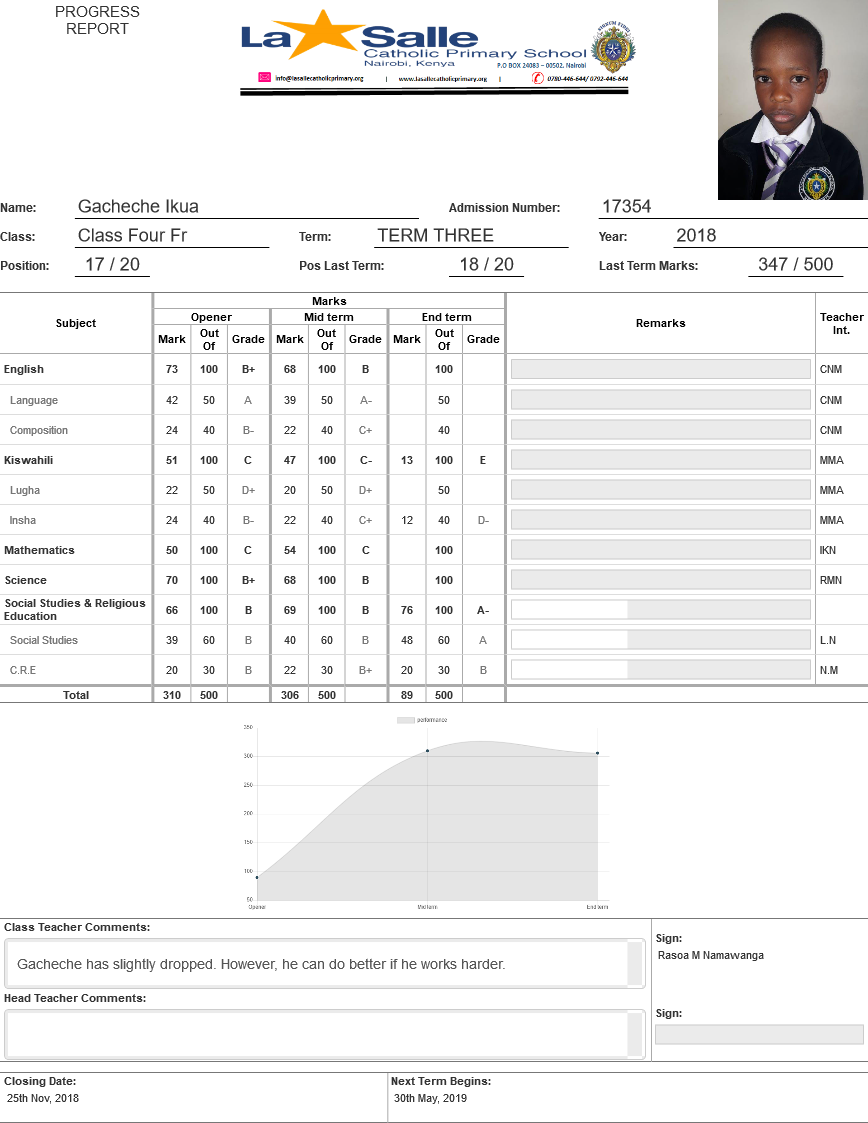 PROGRESS
REPORT
La Salle
Catholic Primary School
Nairobi, Kenya
P.O BOX 24083 – 00502, Nairobi
info@lasallecatholicprimary.org | www.lasallecatholicprimary.org | 0780-446-644/ 0792-446-644
Name: Gacheche Ikua Admission Number: 17354
Class: Class Four Fr Term: TERM THREE Year: 2018
Position: 17 / 20 Pos Last Term: 18 / 20 Last Term Marks: 347 / 500
Subject Marks Remarks Teacher Int.
Opener Mid term End term
Mark Out Of Grade Mark Out Of Grade Mark Out Of Grade
English 73 100 B+ 68 100 B 100 CNM
Language 42 50 A 39 50 A- 50 CNM
Composition 24 40 B- 22 40 C+ 40 CNM
Kiswahili 51 100 C 47 100 C- 13 100 E MMA
Lugha 22 50 D+ 20 50 D+ 50 MMA
Insha 24 40 B- 22 40 C+ 12 40 D- MMA
Mathematics 50 100 C 54 100 C 100 IKN
Science 70 100 B+ 68 100 B 100 RMN
Social Studies & Religious
Education 66 100 B 69 100 B 76 100 A-
Social Studies 39 60 B 40 60 B 48 60 A L.N
C.R.E 20 30 B 22 30 B+ 20 30 B N.M
Total 310 500 306 500 89 500
performance
350
300
250
200
150
100
50
Opener Mid term End term
Class Teacher Comments:
Gacheche has slightly dropped. However, he can do better if he works harder.
Sign:
Rasoa M Namawanga
Head Teacher Comments:
Sign:
Closing Date: Next Term Begins:
25th Nov, 2018 30th May, 2019